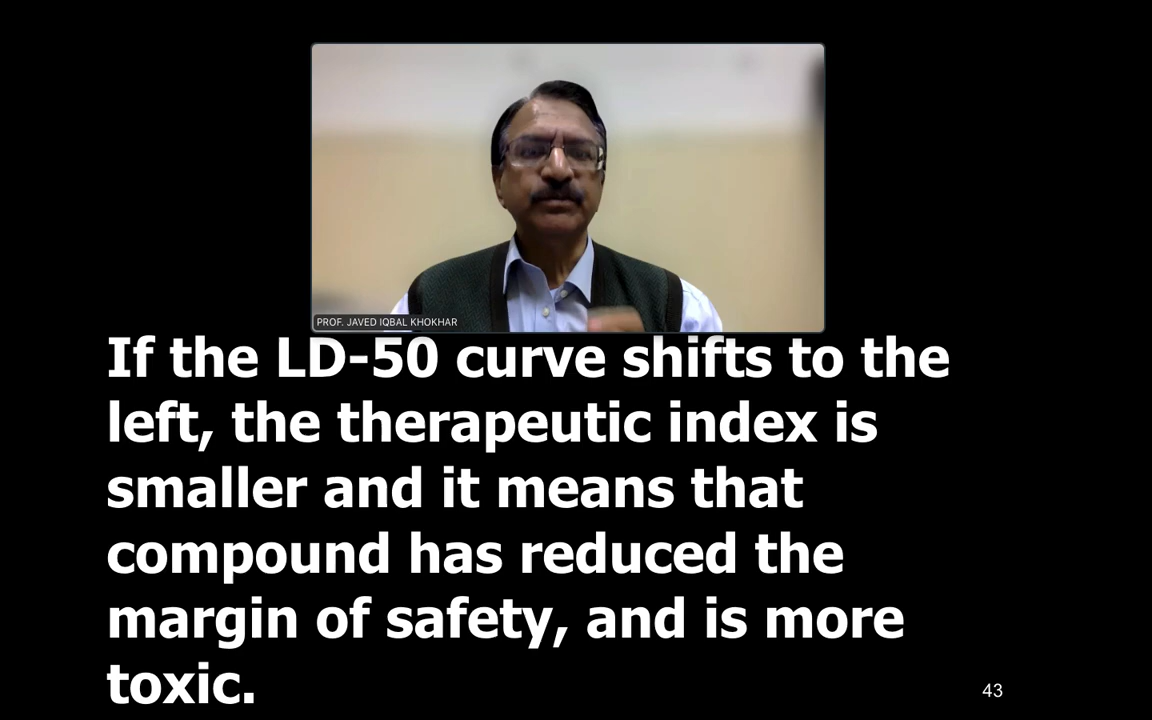 PROF. JAVED IQBAL KHOKHAR
If the LD-50 curve shifts to the
left, the therapeutic index is
smaller and it means that
compound has reduced the
margin of safety, and is more
toxic.
43